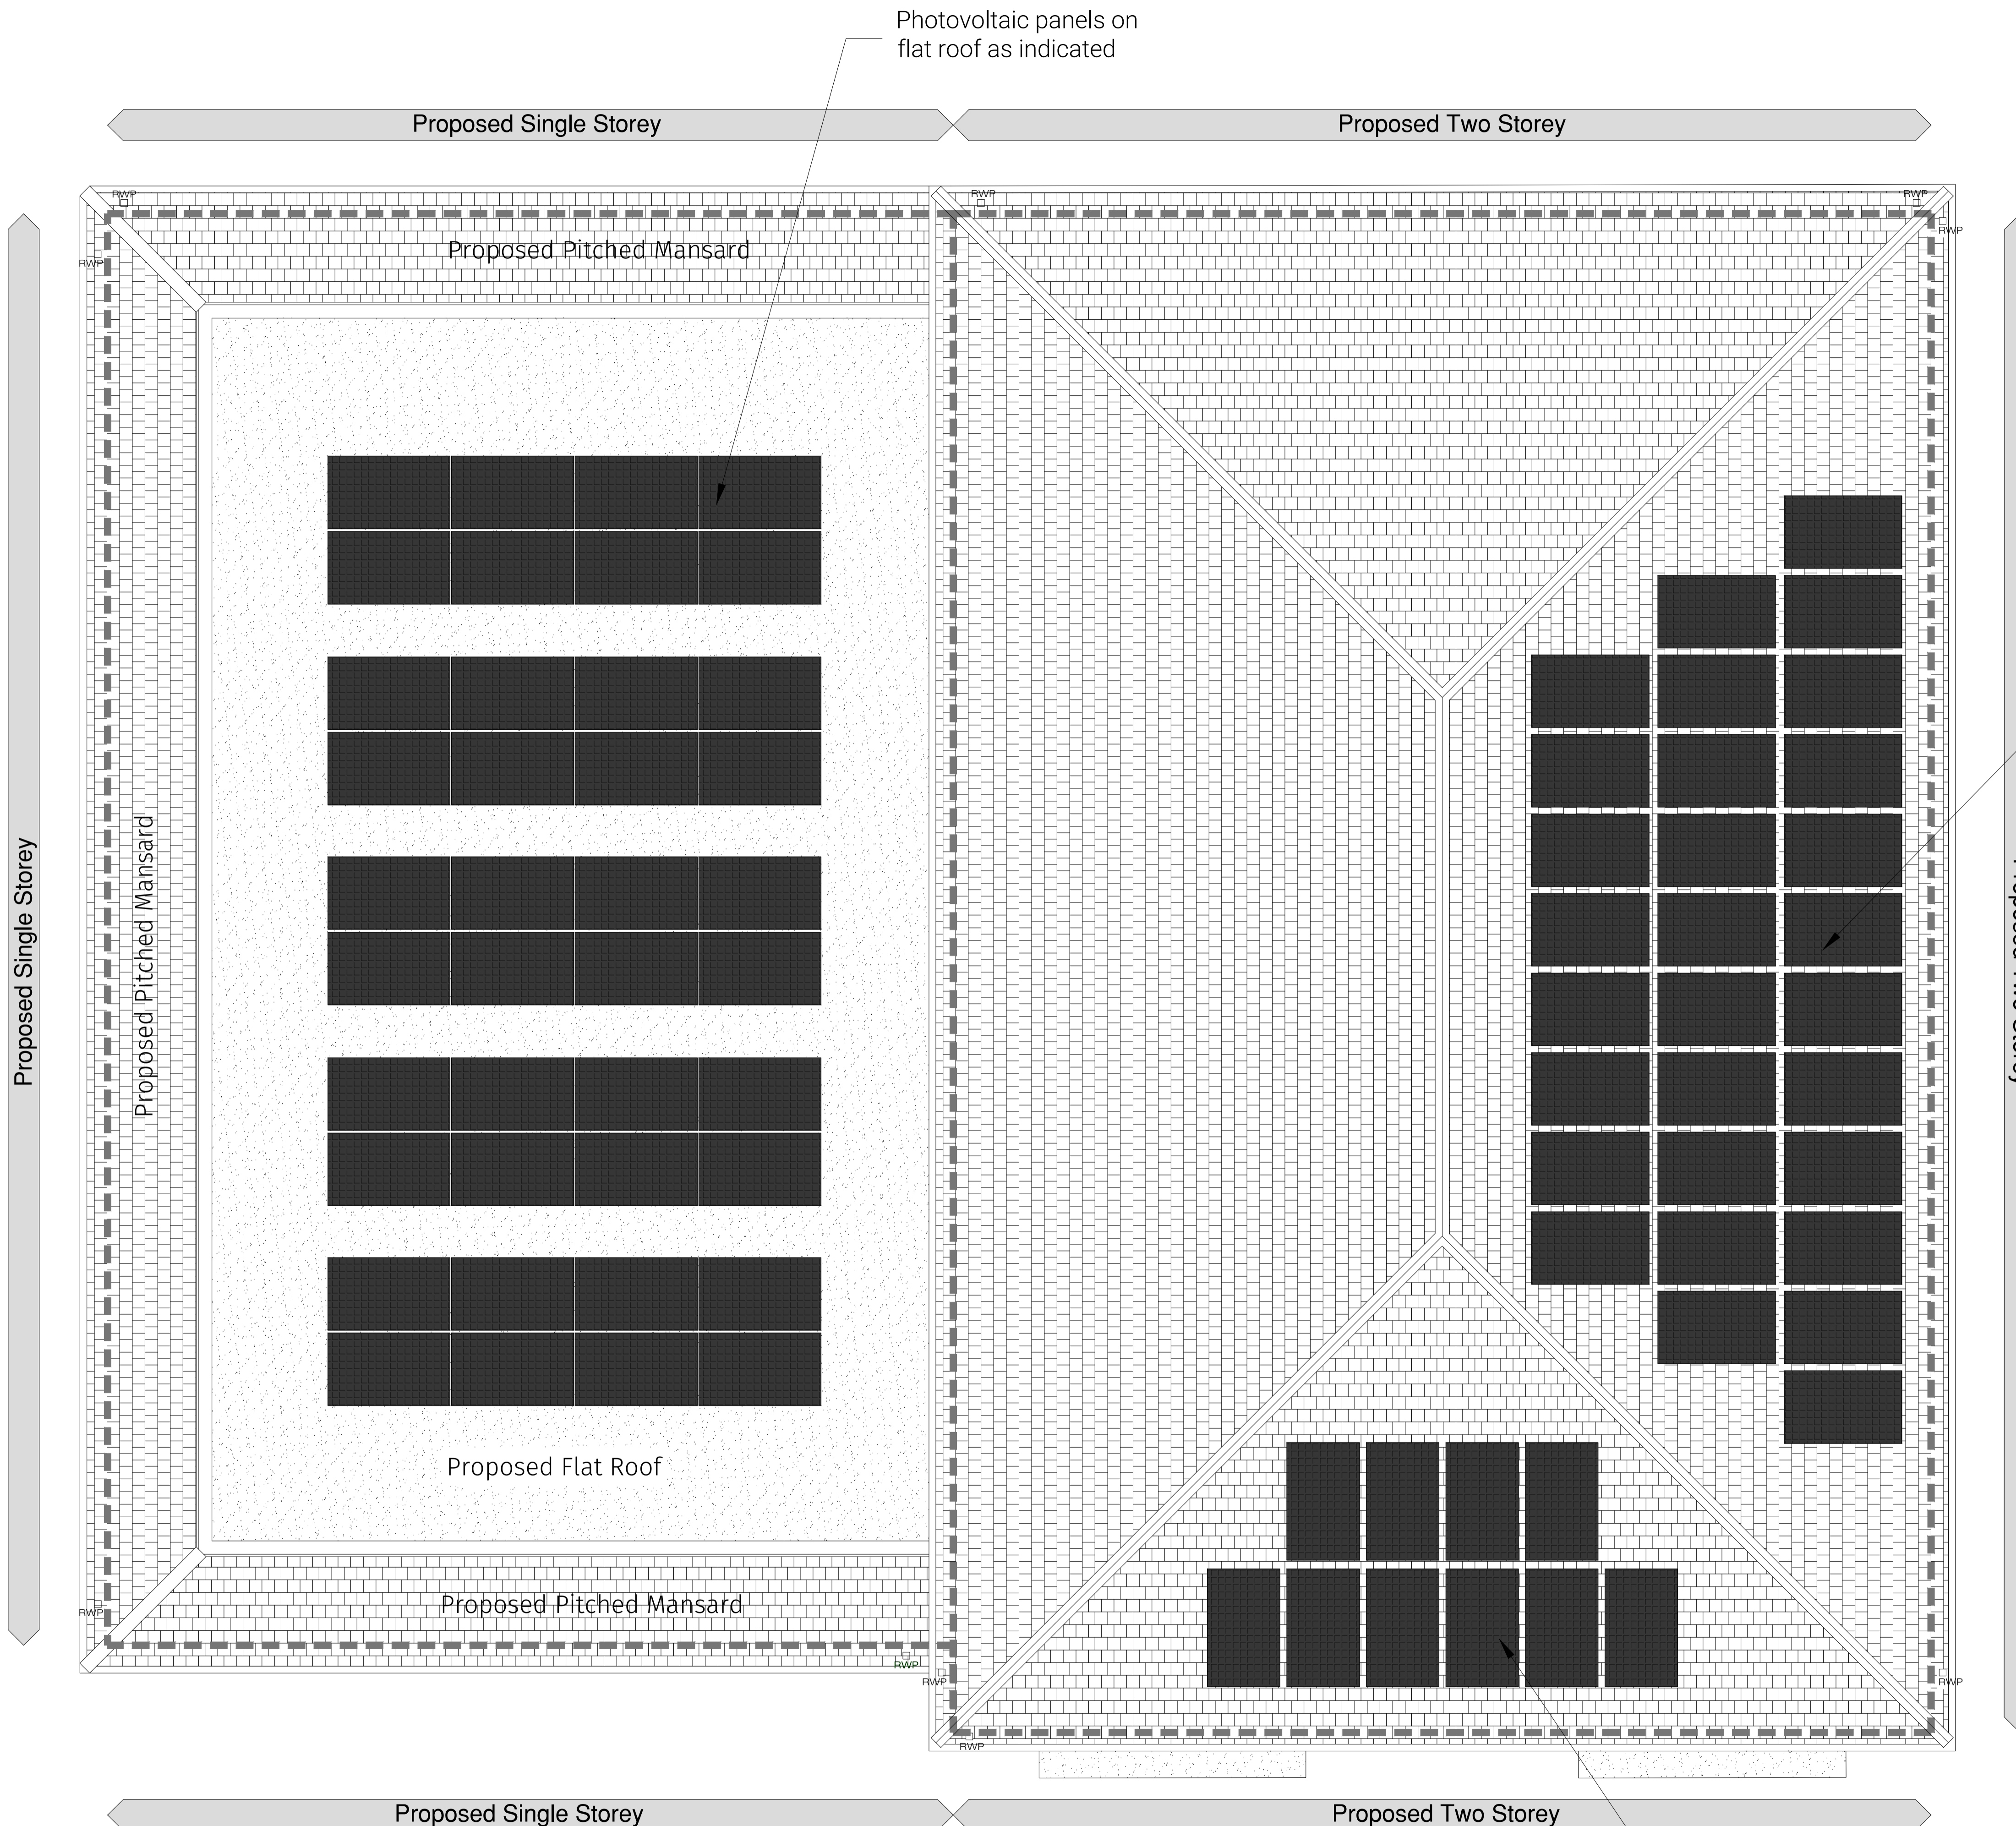 Photovoltaic panels on
flat roof as indicated
Proposed Single Storey
Proposed Two Storey
RWP
RWP
RWP
RWP
RWP
Proposed Pitched Mansard
Proposed Single Storey
Proposed Pitched Mansard
Proposed Flat Roof
Proposed Pitched Mansard
RWP
RWP
RWP
RWP
RWP
Proposed Single Storey
Proposed Two Storey